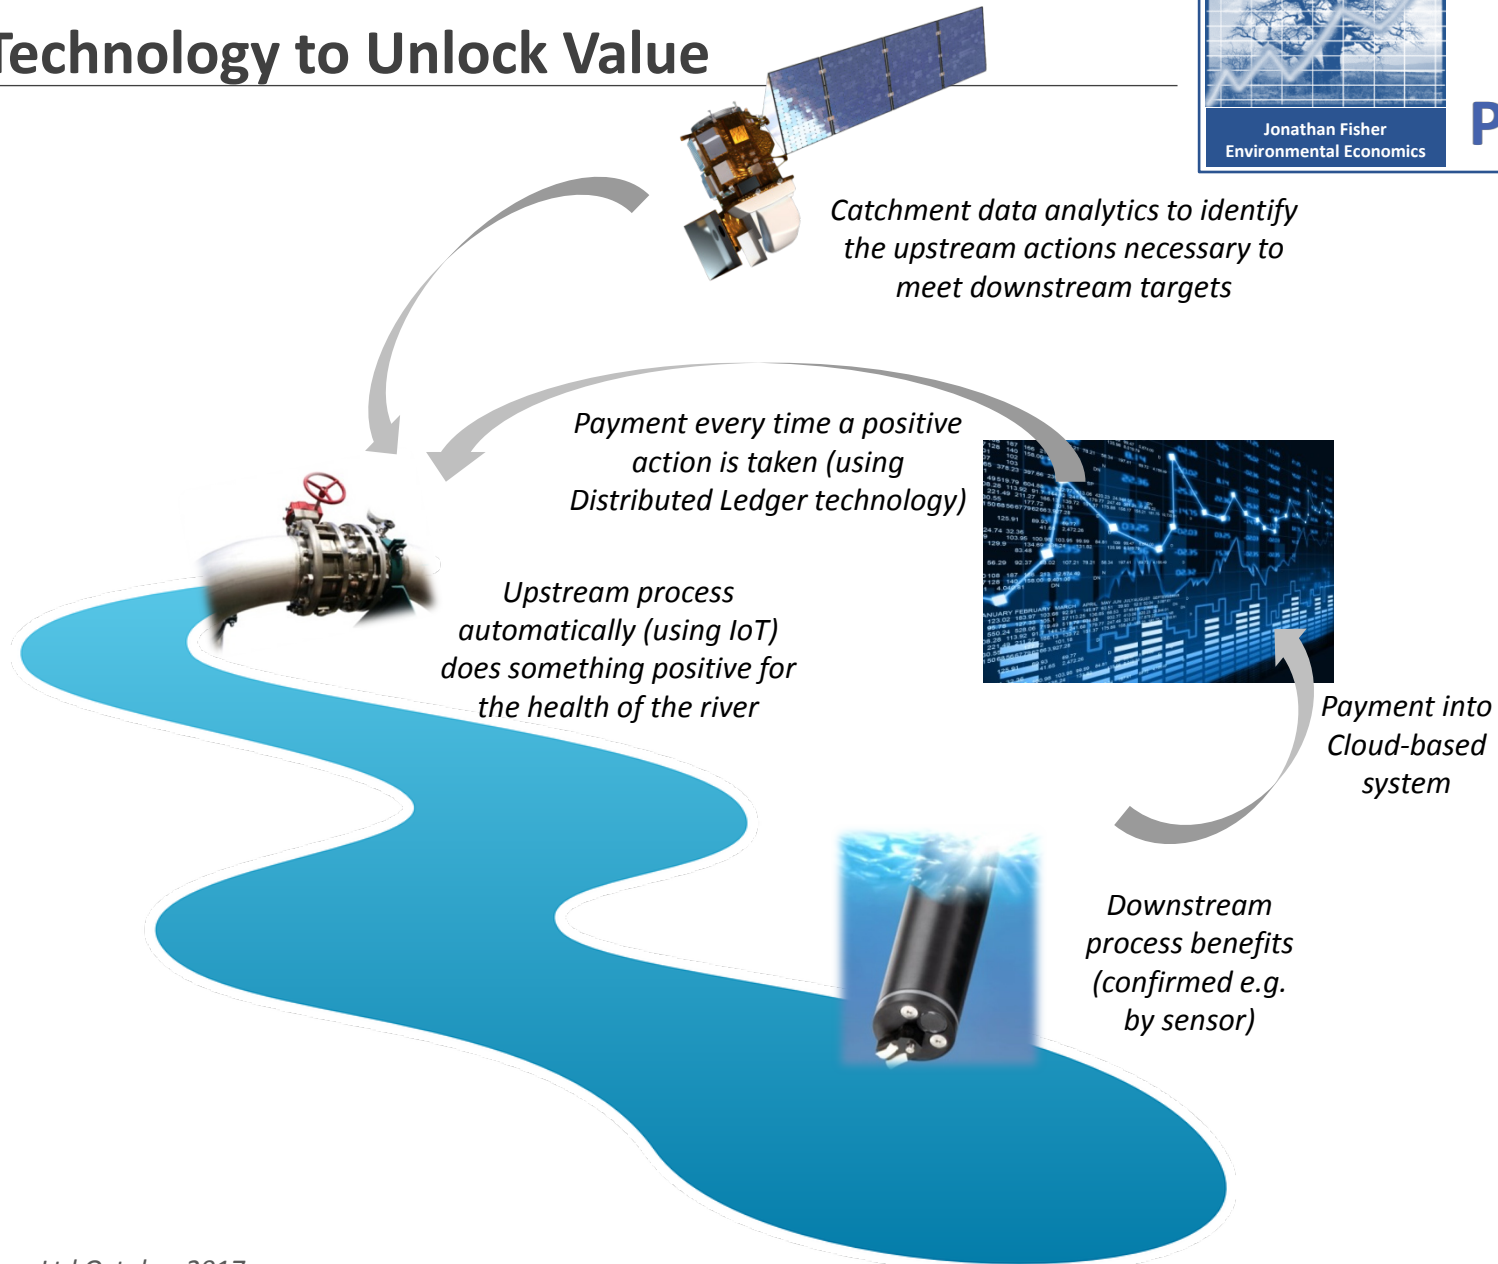 Technology to Unlock Value
Jonathan Fisher
Environmental Economics
P
Catchment data analytics to identify
the upstream actions necessary to
meet downstream targets
Payment every time a positive
action is taken (using
Distributed Ledger technology)
Upstream process
automatically (using IoT)
does something positive for
the health of the river
Payment into
Cloud-based
system
Downstream
process benefits
(confirmed e.g.
by sensor)
Ltd October 2017